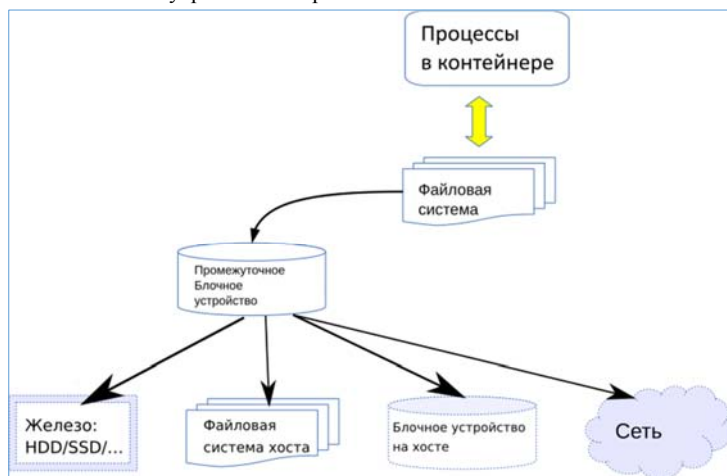 Процессы
в контейнере
Файловая
система
Промежуточное
Блочное
устройство
Железо:
HDD/SSD/...
Файловая
система хоста
Блочное устройство
на хосте
Сеть